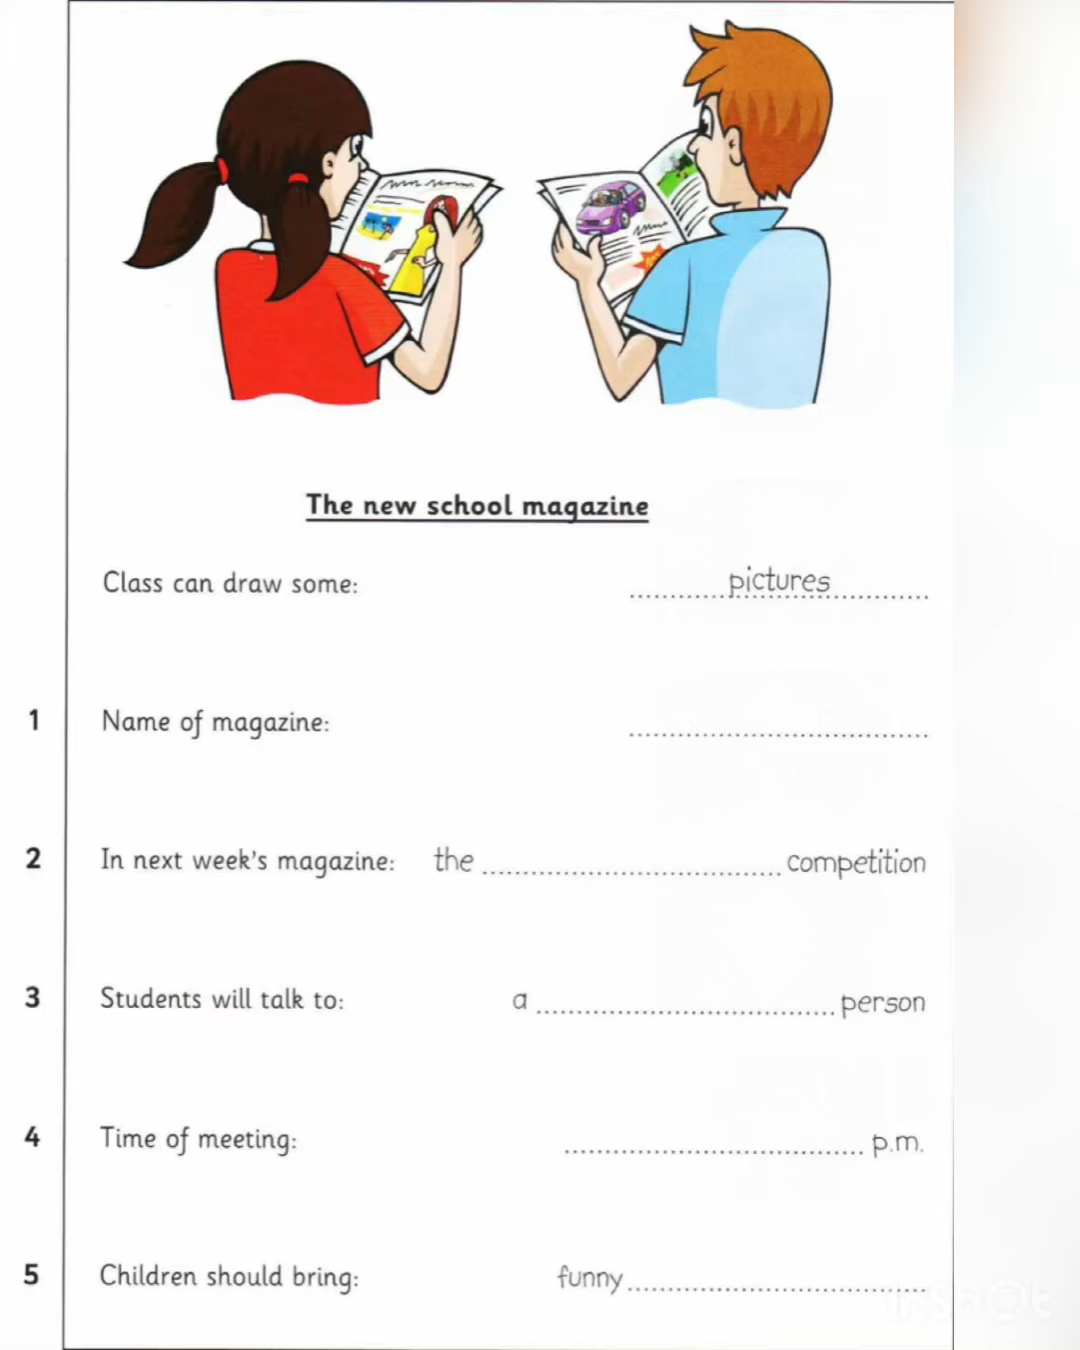 The new school magazine
Class can draw some: pictures
1 Name of magazine:
2 In next week's magazine: the competition
3 Students will talk to: a person
4 Time of meeting: p.m.
5 Children should bring: funny